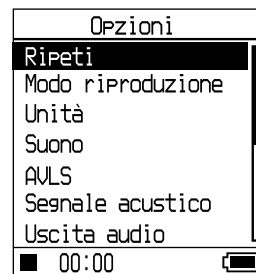 Opzioni
Ripeti
Modo riproduzione
Unità
Suono
AVLS
Segnale acustico
Uscita audio
00:00